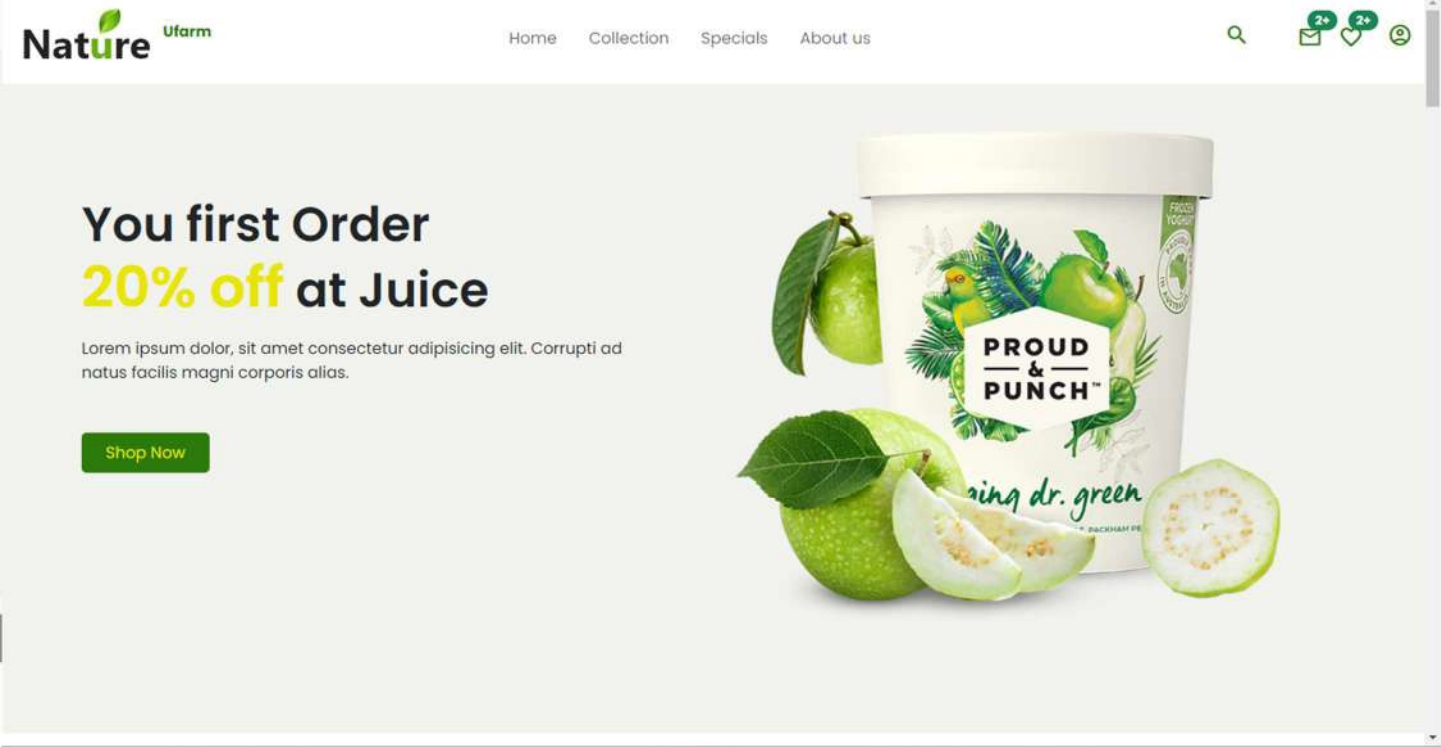 Nature Ufarm
Home Collection Specials About us
2+ 2+
You first Order
20% off at Juice
Lorem ipsum dolor, sit amet consectetur adipisicing elit. Corrupti ad
natus facilis magni corporis alias.
Shop Now
FROZEN
YOGHURT
PROUD
&
PUNCH™
dr. green
PACKHAM